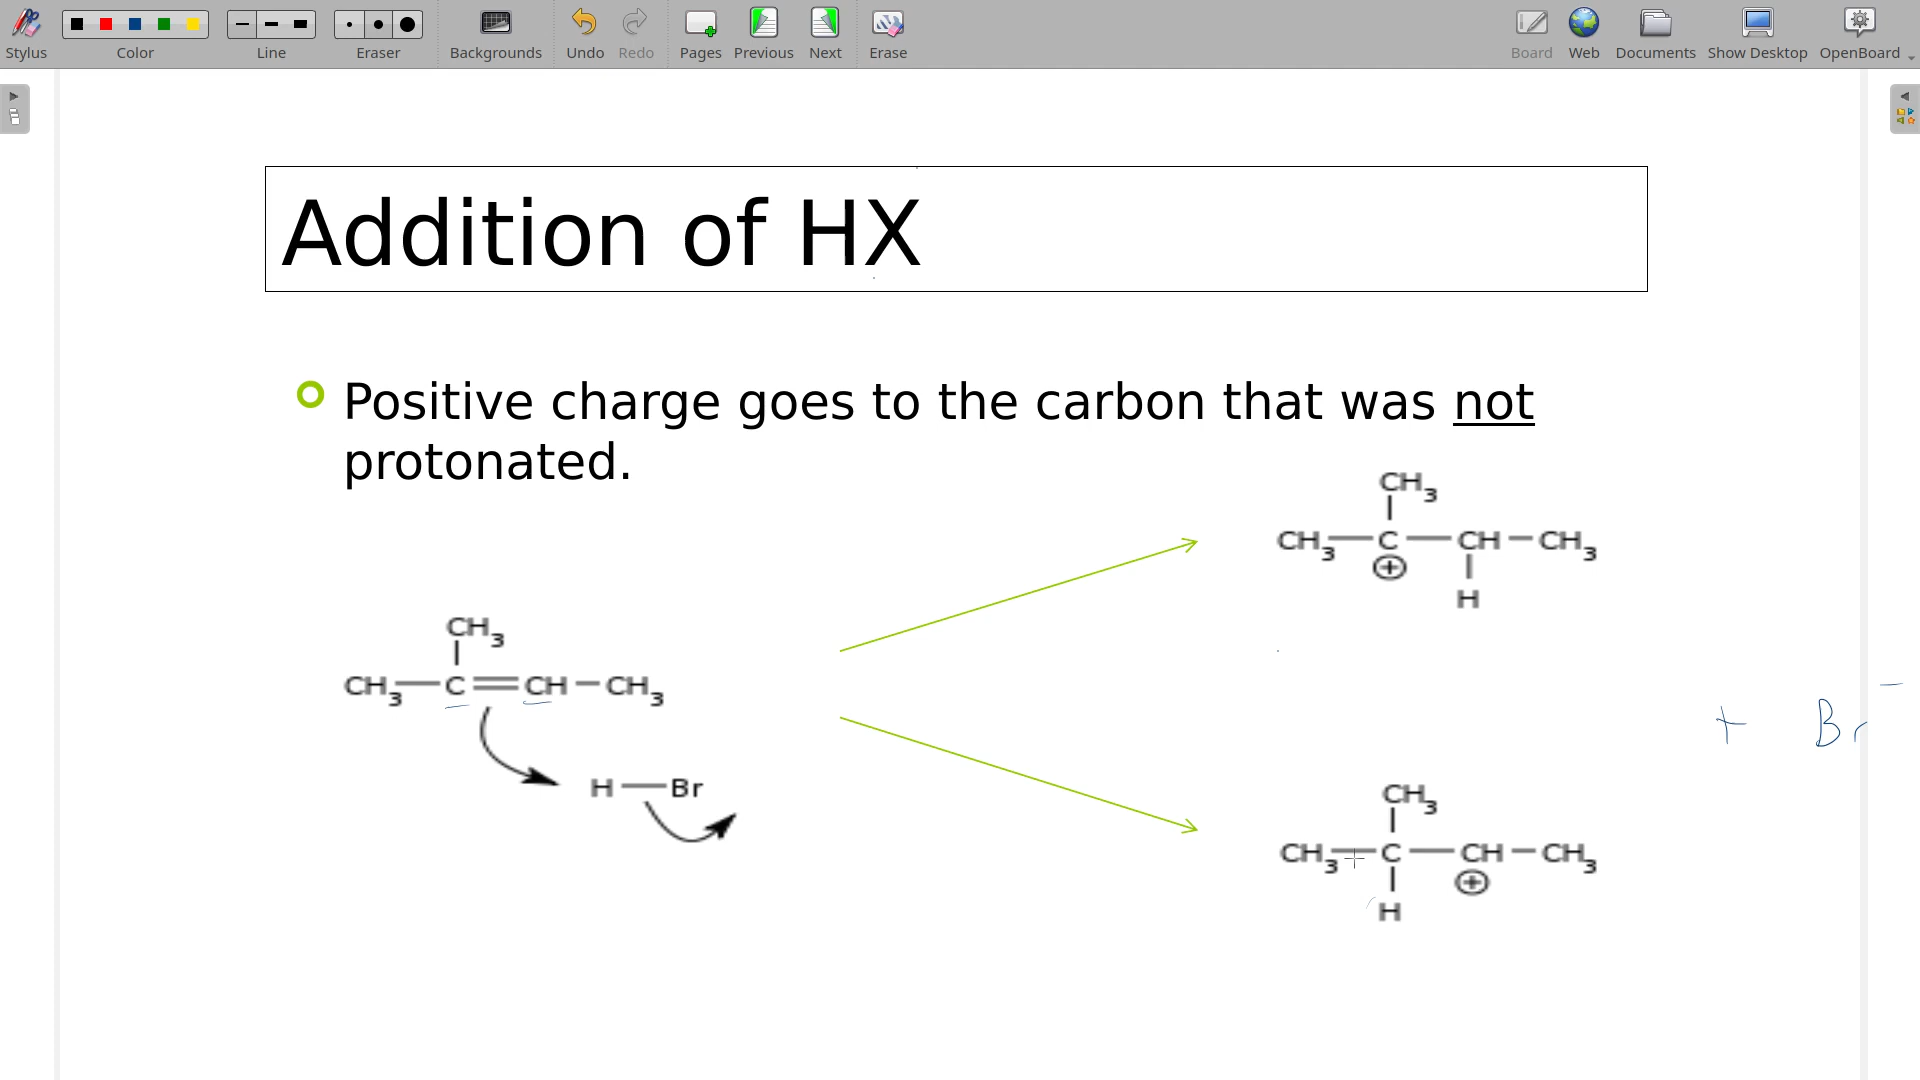 Stylus Color Line Eraser Backgrounds Undo Redo Pages Previous Next Erase Board Web Documents Show Desktop OpenBoard
Addition of HX
Positive charge goes to the carbon that was not
protonated.
CH3
CH3 C CH CH3
+
H
CH3
CH3 C CH CH3
H Br
+ Br -
CH3
CH3 C CH CH3
+
H